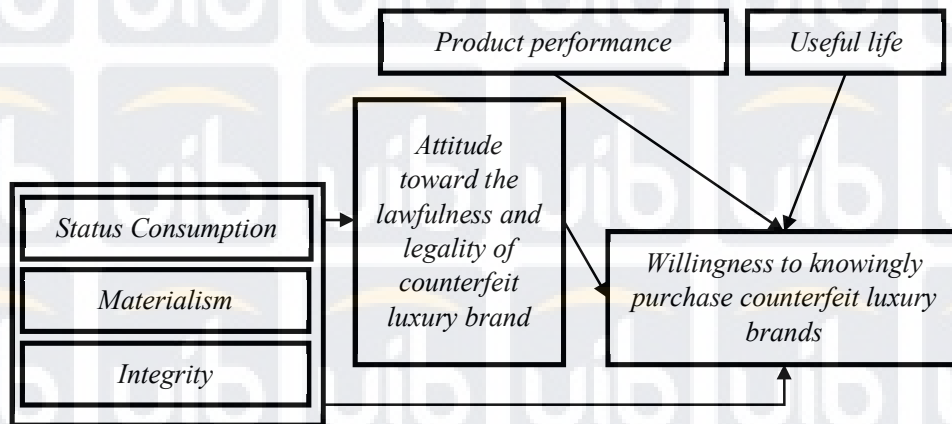 Product performance
Useful life
Attitude
toward the
lawfulness and
legality of
counterfeit
luxury brand
Status Consumption
Materialism
Integrity
Willingness to knowingly
purchase counterfeit luxury
brands
uib